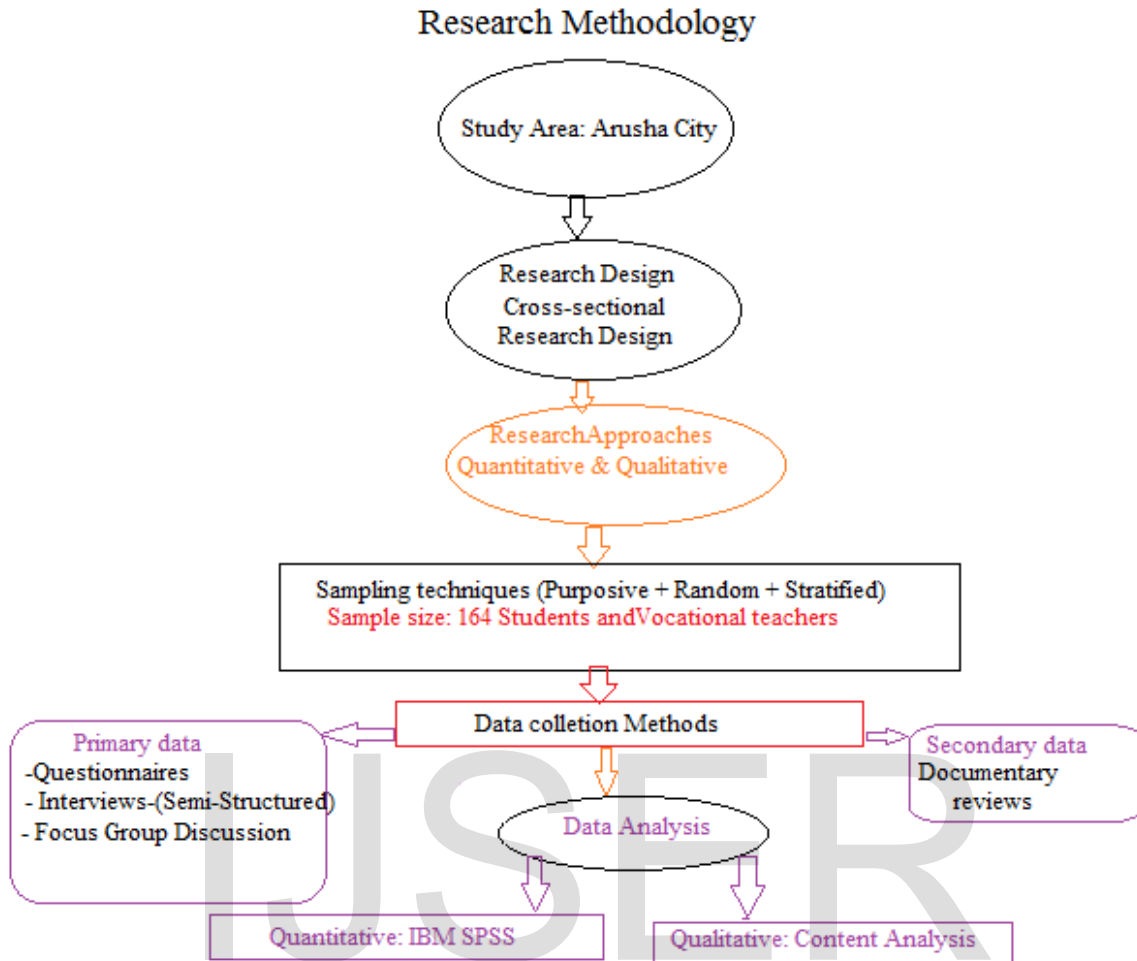 Research Methodology
Study Area: Arusha City
Research Design
Cross-sectional
Research Design
ResearchApproaches
Quantitative & Qualitative
Sampling techniques (Purposive + Random + Stratified)
Sample size: 164 Students andVocational teachers
Data colletion Methods
Primary data
-Questionnaires
- Interviews-(Semi-Structured)
- Focus Group Discussion
Secondary data
Documentary
reviews
Data Analysis
Quantitative: IBM SPSS
Qualitative: Content Analysis
IJSER